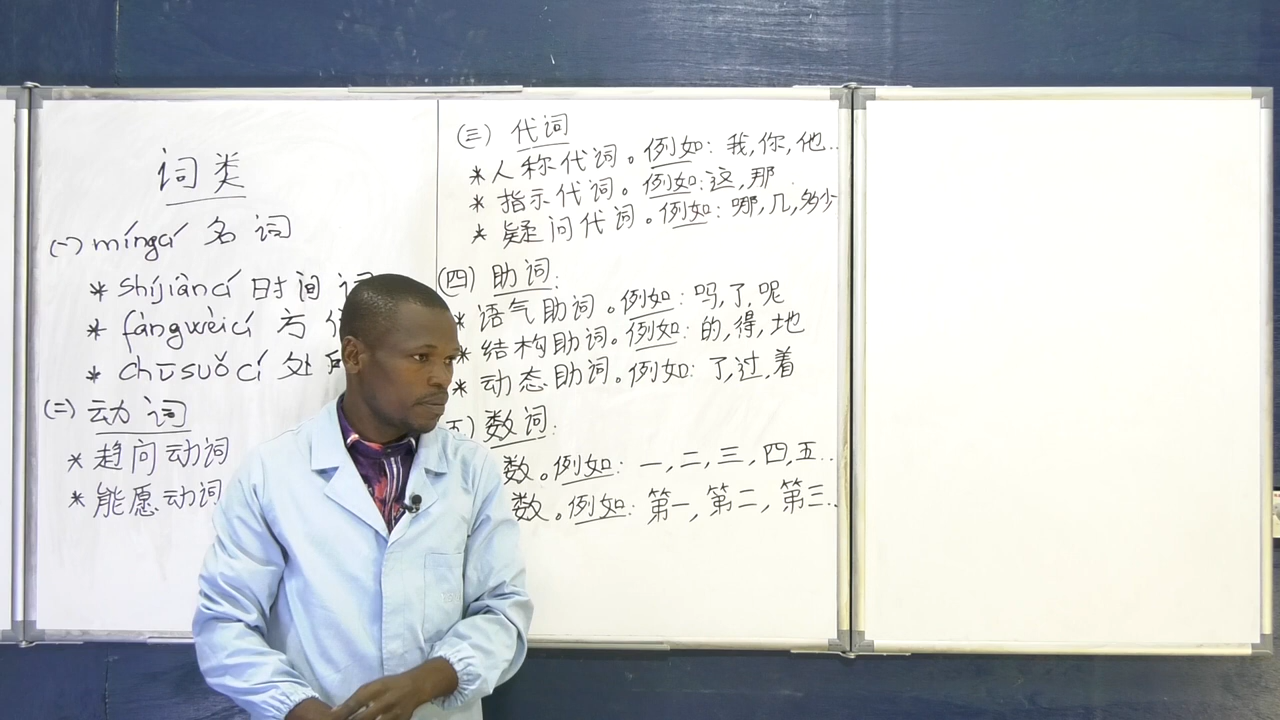 词类
(一) míngcí 名词
* shíjiāncí 时间词
* fāngwèicí 方
* chùsuǒcí 处
(二) 动词
* 趋向动词
* 能愿动词
(三) 代词
* 人称代词。例如: 我,你,他...
* 指示代词。例如:这,那
* 疑问代词。例如: 哪,几,多少
(四) 助词:
* 语气助词。例如: 吗,了,呢
* 结构助词。例如: 的,得,地
* 动态助词。例如: 了,过,着
五) 数词:
数。例如: 一,二,三,四,五...
数。例如: 第一, 第二, 第三...